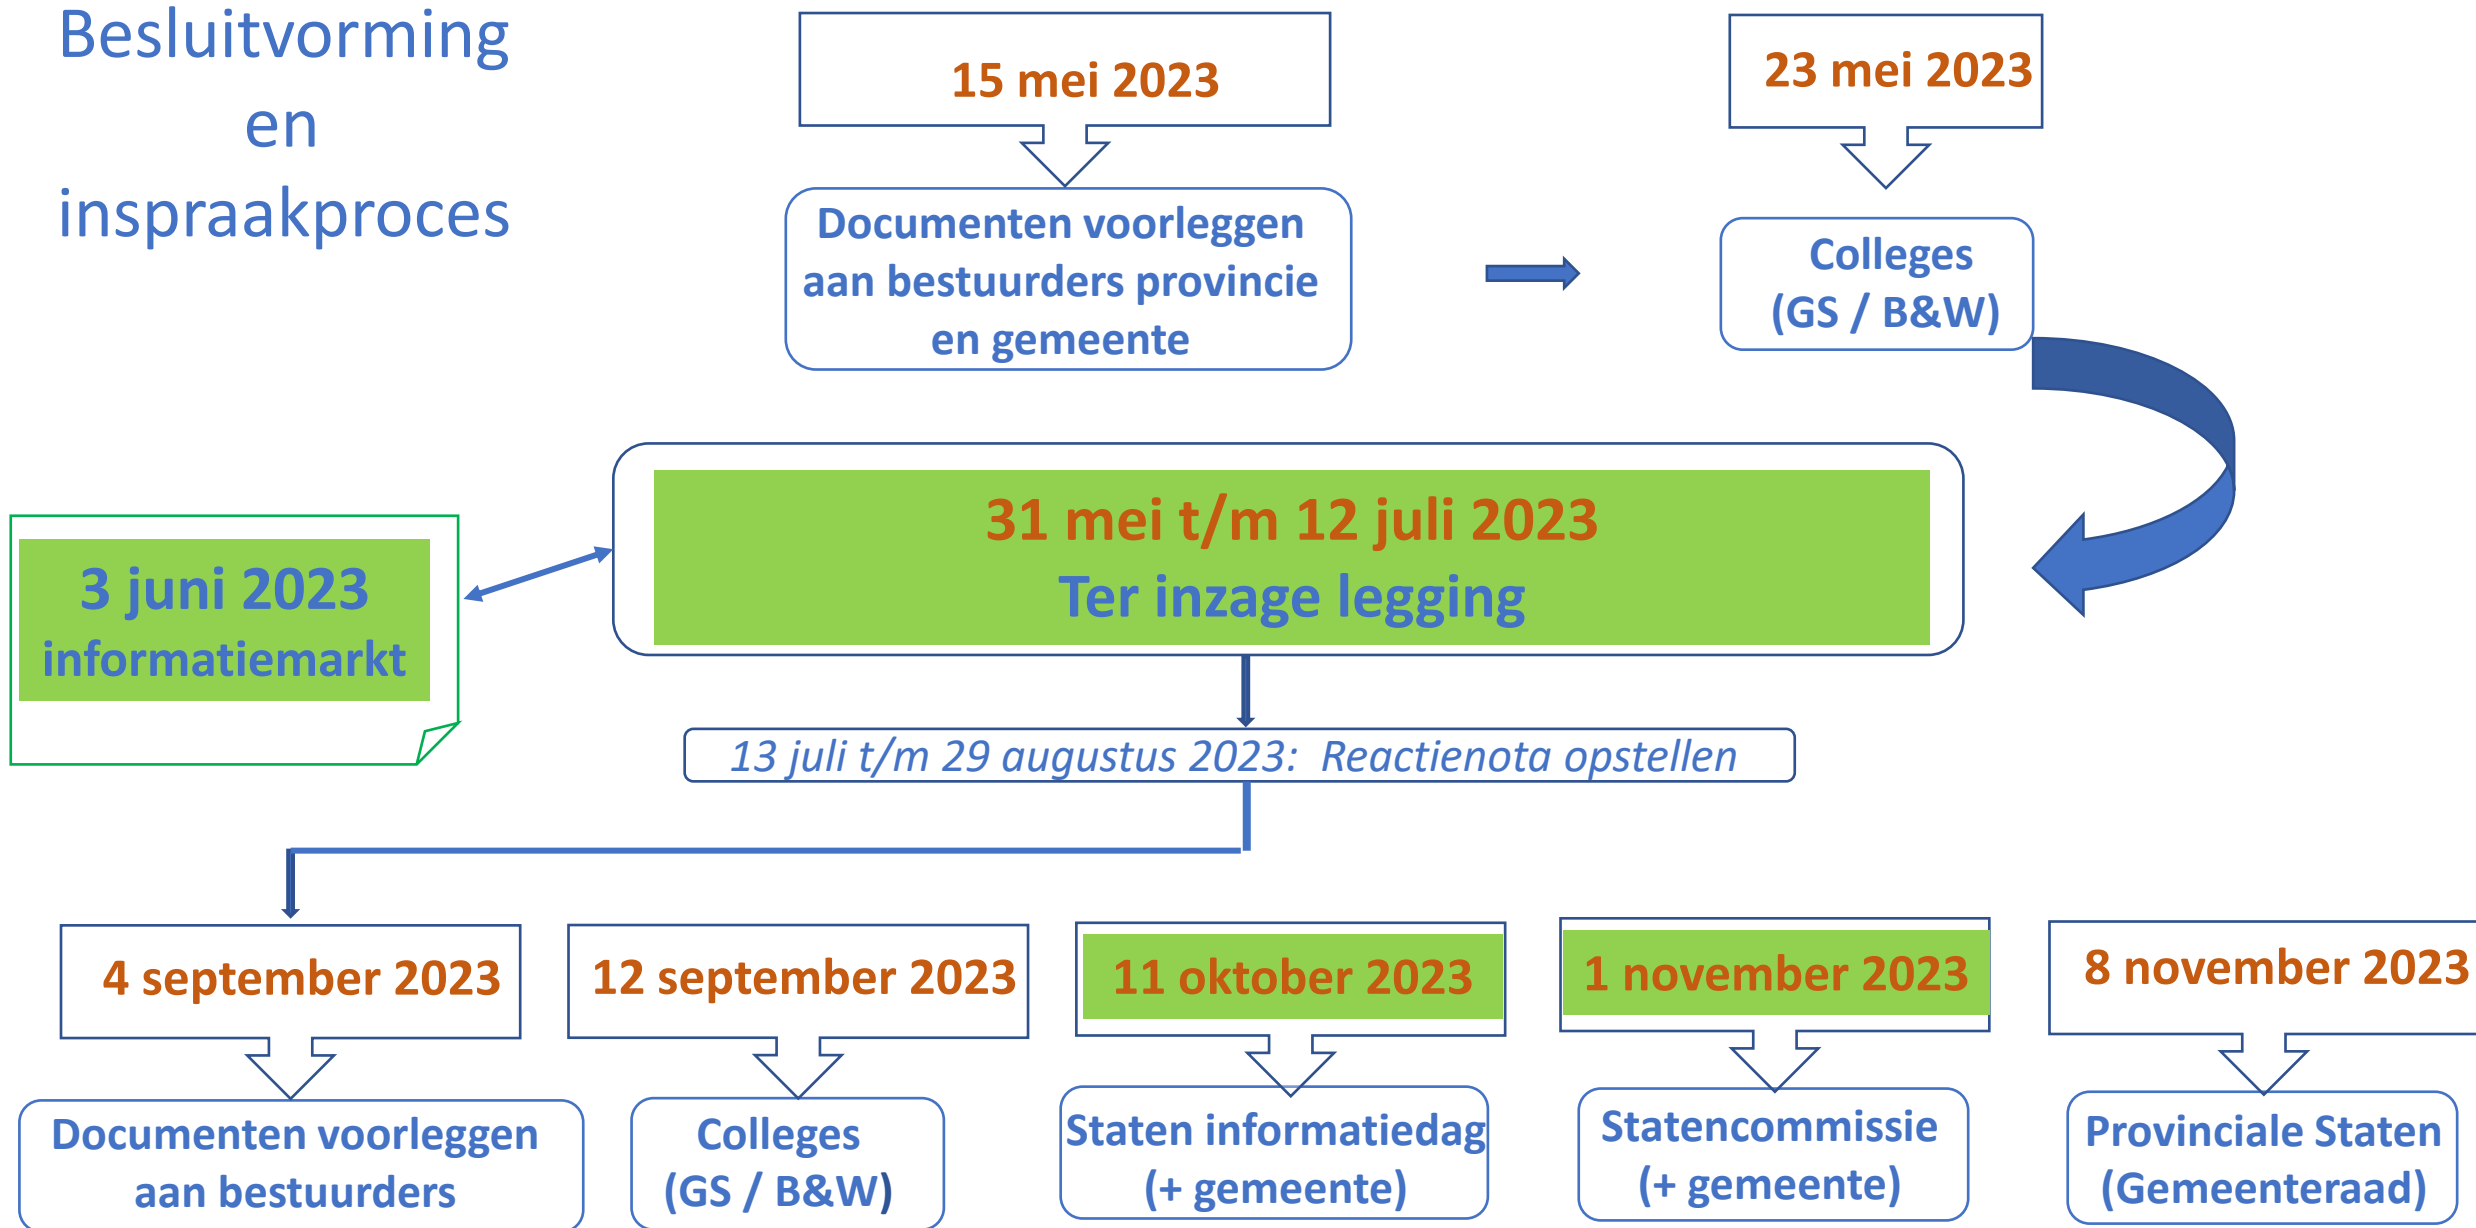 Besluitvorming
en
inspraakproces
15 mei 2023
23 mei 2023
Documenten voorleggen
aan bestuurders provincie
en gemeente
Colleges
(GS / B&W)
31 mei t/m 12 juli 2023
Ter inzage legging
3 juni 2023
informatiemarkt
13 juli t/m 29 augustus 2023:  Reactienota opstellen
4 september 2023
12 september 2023
11 oktober 2023
1 november 2023
8 november 2023
Documenten voorleggen
aan bestuurders
Colleges
(GS / B&W)
Staten informatiedag
(+ gemeente)
Statencommissie
(+ gemeente)
Provinciale Staten
(Gemeenteraad)